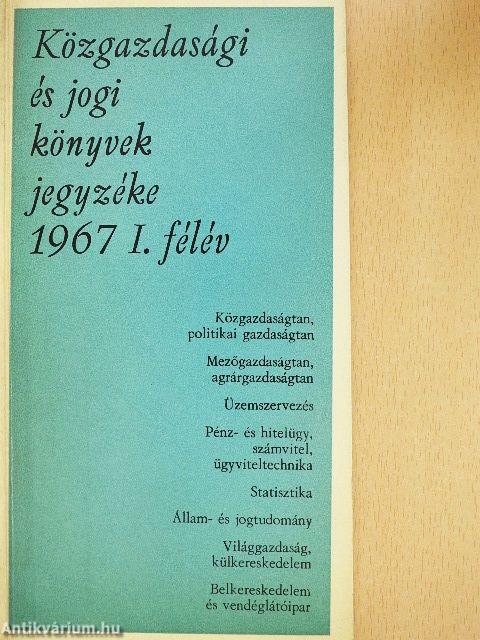 Közgazdasági
és jogi
könyvek
jegyzéke
1967 I. félév
Közgazdaságtan,
politikai gazdaságtan
Mezőgazdaságtan,
agrárgazdaságtan
Üzemszervezés
Pénz- és hitelügy,
számvitel,
ügyviteltechnika
Statisztika
Állam- és jogtudomány
Világgazdaság,
külkereskedelem
Belkereskedelem
és vendéglátóipar
Antikvárium.hu